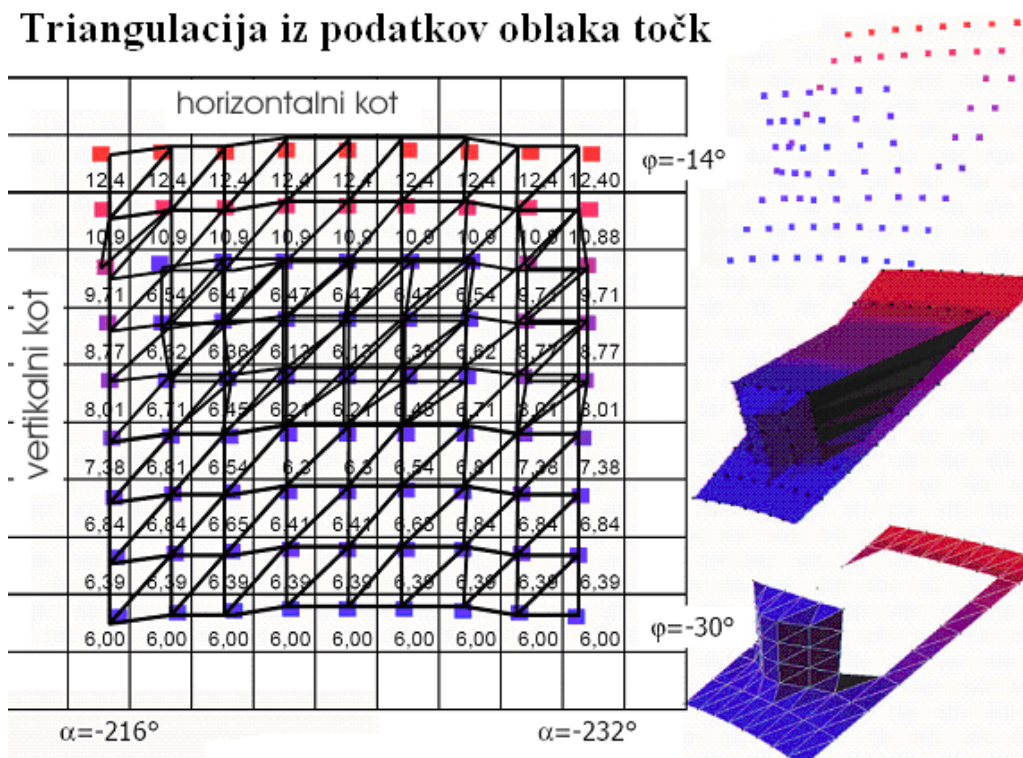 Triangulacija iz podatkov oblaka točk
horizontalni kot
vertikalni kot
φ=-14°
12,4 12,4 12,4 12,4 12,4 12,4 12,4 12,4 12,40
10,9 10,9 10,9 10,9 10,9 10,9 10,9 10,9 10,88
9,71 6,54 6,47 6,47 6,47 6,47 6,54 9,71 9,71
8,77 6,62 6,36 6,13 6,13 6,36 6,62 8,77 8,77
8,01 6,71 6,45 6,21 6,21 6,45 6,71 8,01 8,01
7,38 6,81 6,54 6,3 6,3 6,54 6,81 7,38 7,38
6,84 6,84 6,65 6,41 6,41 6,65 6,84 6,84 6,84
6,39 6,39 6,39 6,39 6,39 6,39 6,39 6,39 6,39
6,00 6,00 6,00 6,00 6,00 6,00 6,00 6,00 6,00
φ=-30°
α=-216° α=-232°